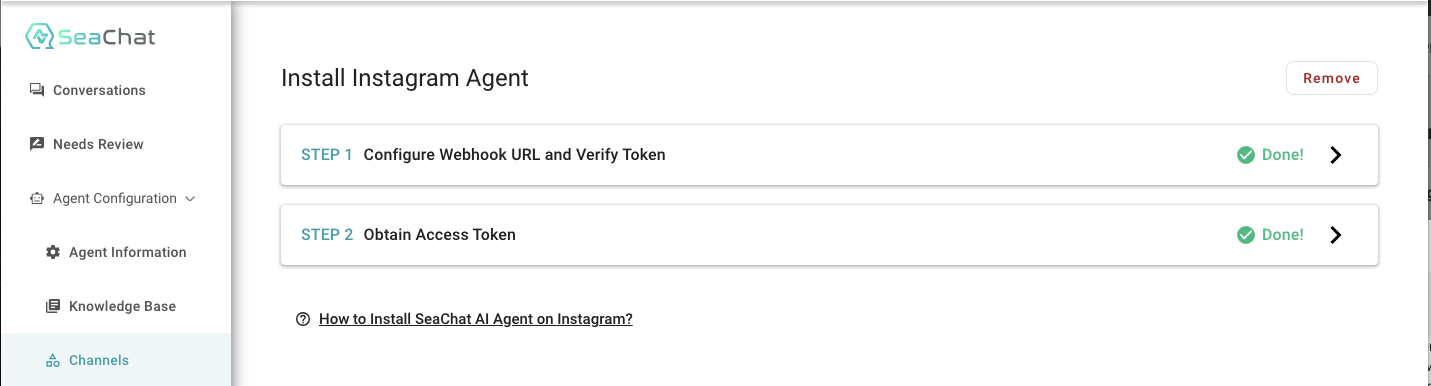 SeaChat
Conversations
Needs Review
Agent Configuration
Agent Information
Knowledge Base
Channels
Install Instagram Agent
Remove
STEP 1 Configure Webhook URL and Verify Token Done!
STEP 2 Obtain Access Token Done!
How to Install SeaChat AI Agent on Instagram?